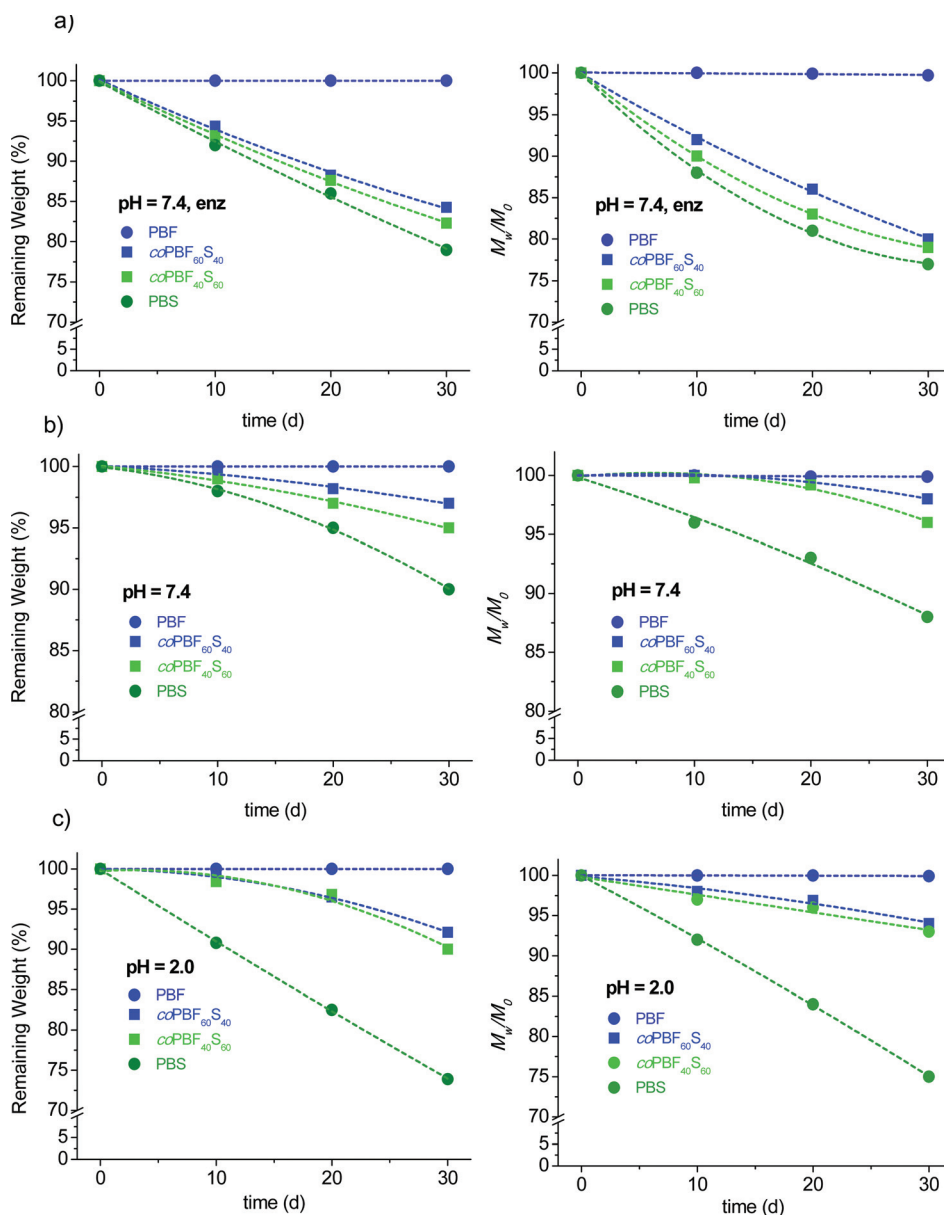 a)
Remaining Weight (%)
100
95
90
85
80
75
70
5
0
pH = 7.4, enz
PBF
coPBF₆₀S₄₀
coPBF₄₀S₆₀
PBS
0 10 20 30
time (d)
Mw/M₀
100
95
90
85
80
75
70
5
0
pH = 7.4, enz
PBF
coPBF₆₀S₄₀
coPBF₄₀S₆₀
PBS
0 10 20 30
time (d)
b)
Remaining Weight (%)
100
95
90
85
80
5
0
pH = 7.4
PBF
coPBF₆₀S₄₀
coPBF₄₀S₆₀
PBS
0 10 20 30
time (d)
Mw/M₀
100
95
90
85
80
5
0
pH = 7.4
PBF
coPBF₆₀S₄₀
coPBF₄₀S₆₀
PBS
0 10 20 30
time (d)
c)
Remaining Weight (%)
100
95
90
85
80
75
70
5
0
pH = 2.0
PBF
coPBF₆₀S₄₀
coPBF₄₀S₆₀
PBS
0 10 20 30
time (d)
Mw/M₀
100
95
90
85
80
75
70
5
0
pH = 2.0
PBF
coPBF₆₀S₄₀
coPBF₄₀S₆₀
PBS
0 10 20 30
time (d)